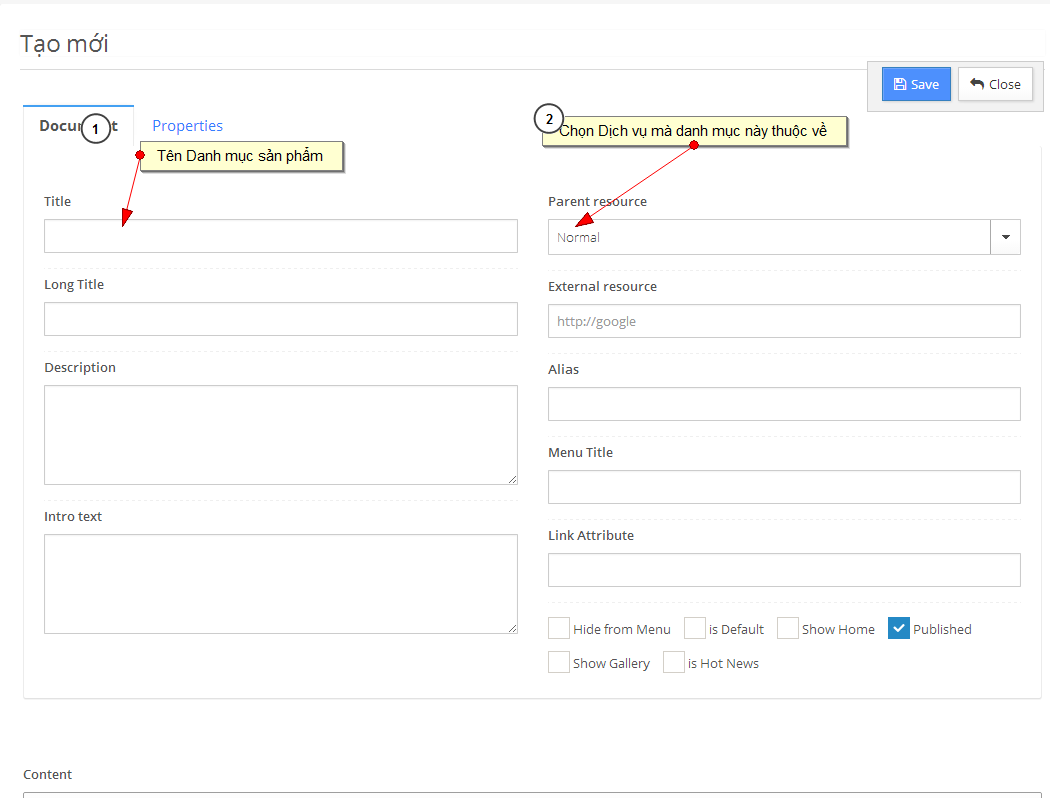 Tạo mới
Save
Close
Docu t
1
Properties
2
Chọn Dịch vụ mà danh mục này thuộc về
Tên Danh mục sản phẩm
Title
Parent resource
Normal
Long Title
External resource
http://google
Description
Alias
Menu Title
Intro text
Link Attribute
Hide from Menu
is Default
Show Home
Published
Show Gallery
is Hot News
Content